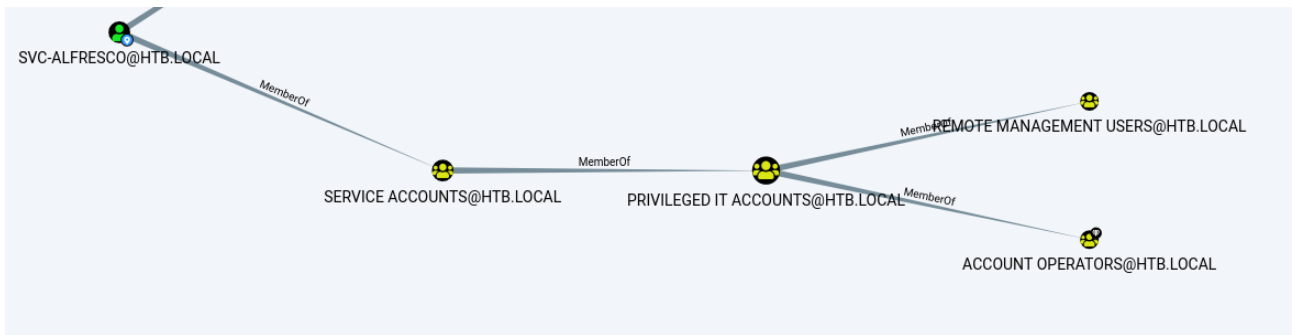 SVC-ALFRESCO@HTB.LOCAL
MemberOf
SERVICE ACCOUNTS@HTB.LOCAL
MemberOf
PRIVILEGED IT ACCOUNTS@HTB.LOCAL
MemberOf
REMOTE MANAGEMENT USERS@HTB.LOCAL
MemberOf
ACCOUNT OPERATORS@HTB.LOCAL